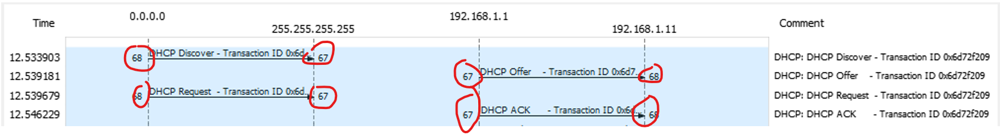 0.0.0.0 192.168.1.1
Time 255.255.255.255 192.168.1.11 Comment
12.533903 68 DHCP Discover - Transaction ID 0x6d... 67 DHCP: DHCP Discover - Transaction ID 0x6d72f209
12.539181 67 DHCP Offer - Transaction ID 0x6d7... 68 DHCP: DHCP Offer - Transaction ID 0x6d72f209
12.539679 68 DHCP Request - Transaction ID 0x6d... 67 DHCP: DHCP Request - Transaction ID 0x6d72f209
12.546229 67 DHCP ACK - Transaction ID 0x6d... 68 DHCP: DHCP ACK - Transaction ID 0x6d72f209